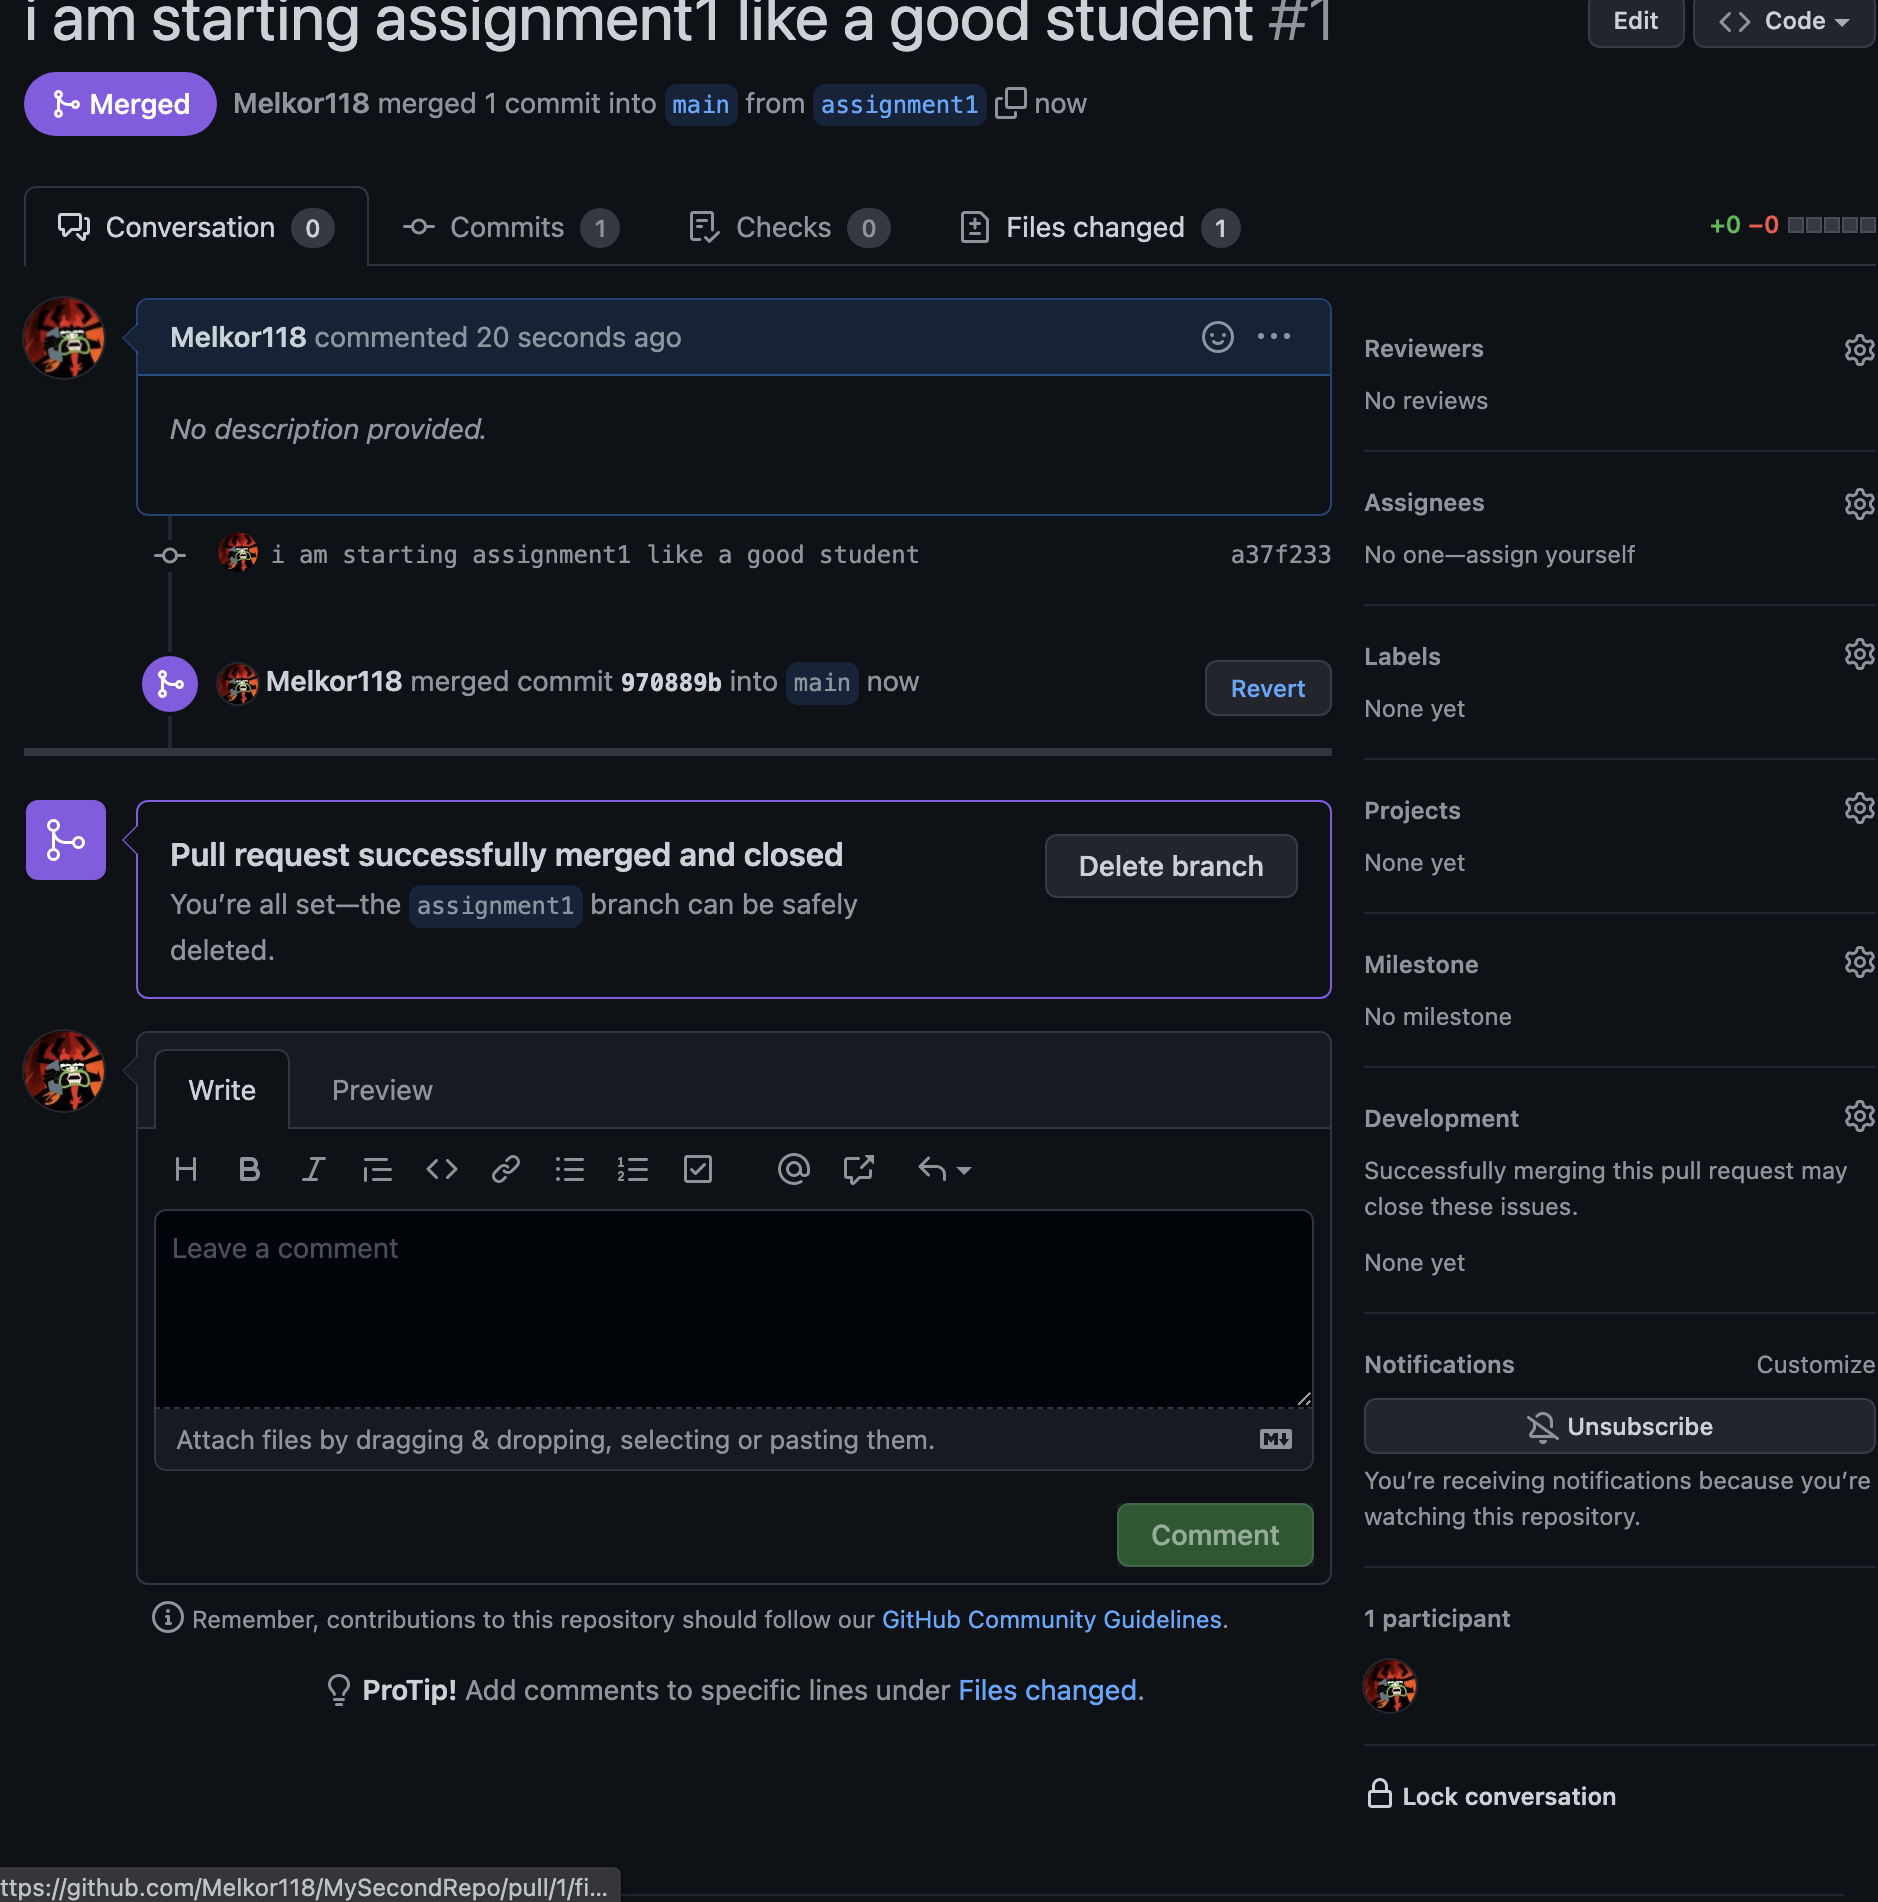 i am starting assignment1 like a good student #1
Edit
Code
Merged
Melkor118 merged 1 commit into main from assignment1 now
Conversation 0
Commits 1
Checks 0
Files changed 1
+0 −0
Melkor118 commented 20 seconds ago
No description provided.
i am starting assignment1 like a good student a37f233
Melkor118 merged commit 970889b into main now
Revert
Pull request successfully merged and closed
You’re all set—the assignment1 branch can be safely
deleted.
Delete branch
Write
Preview
Leave a comment
Attach files by dragging & dropping, selecting or pasting them.
Comment
Remember, contributions to this repository should follow our GitHub Community Guidelines.
ProTip! Add comments to specific lines under Files changed.
Reviewers
No reviews
Assignees
No one—assign yourself
Labels
None yet
Projects
None yet
Milestone
No milestone
Development
Successfully merging this pull request may
close these issues.
None yet
Notifications
Customize
Unsubscribe
You’re receiving notifications because you’re
watching this repository.
1 participant
Lock conversation
ttps://github.com/Melkor118/MySecondRepo/pull/1/fi...